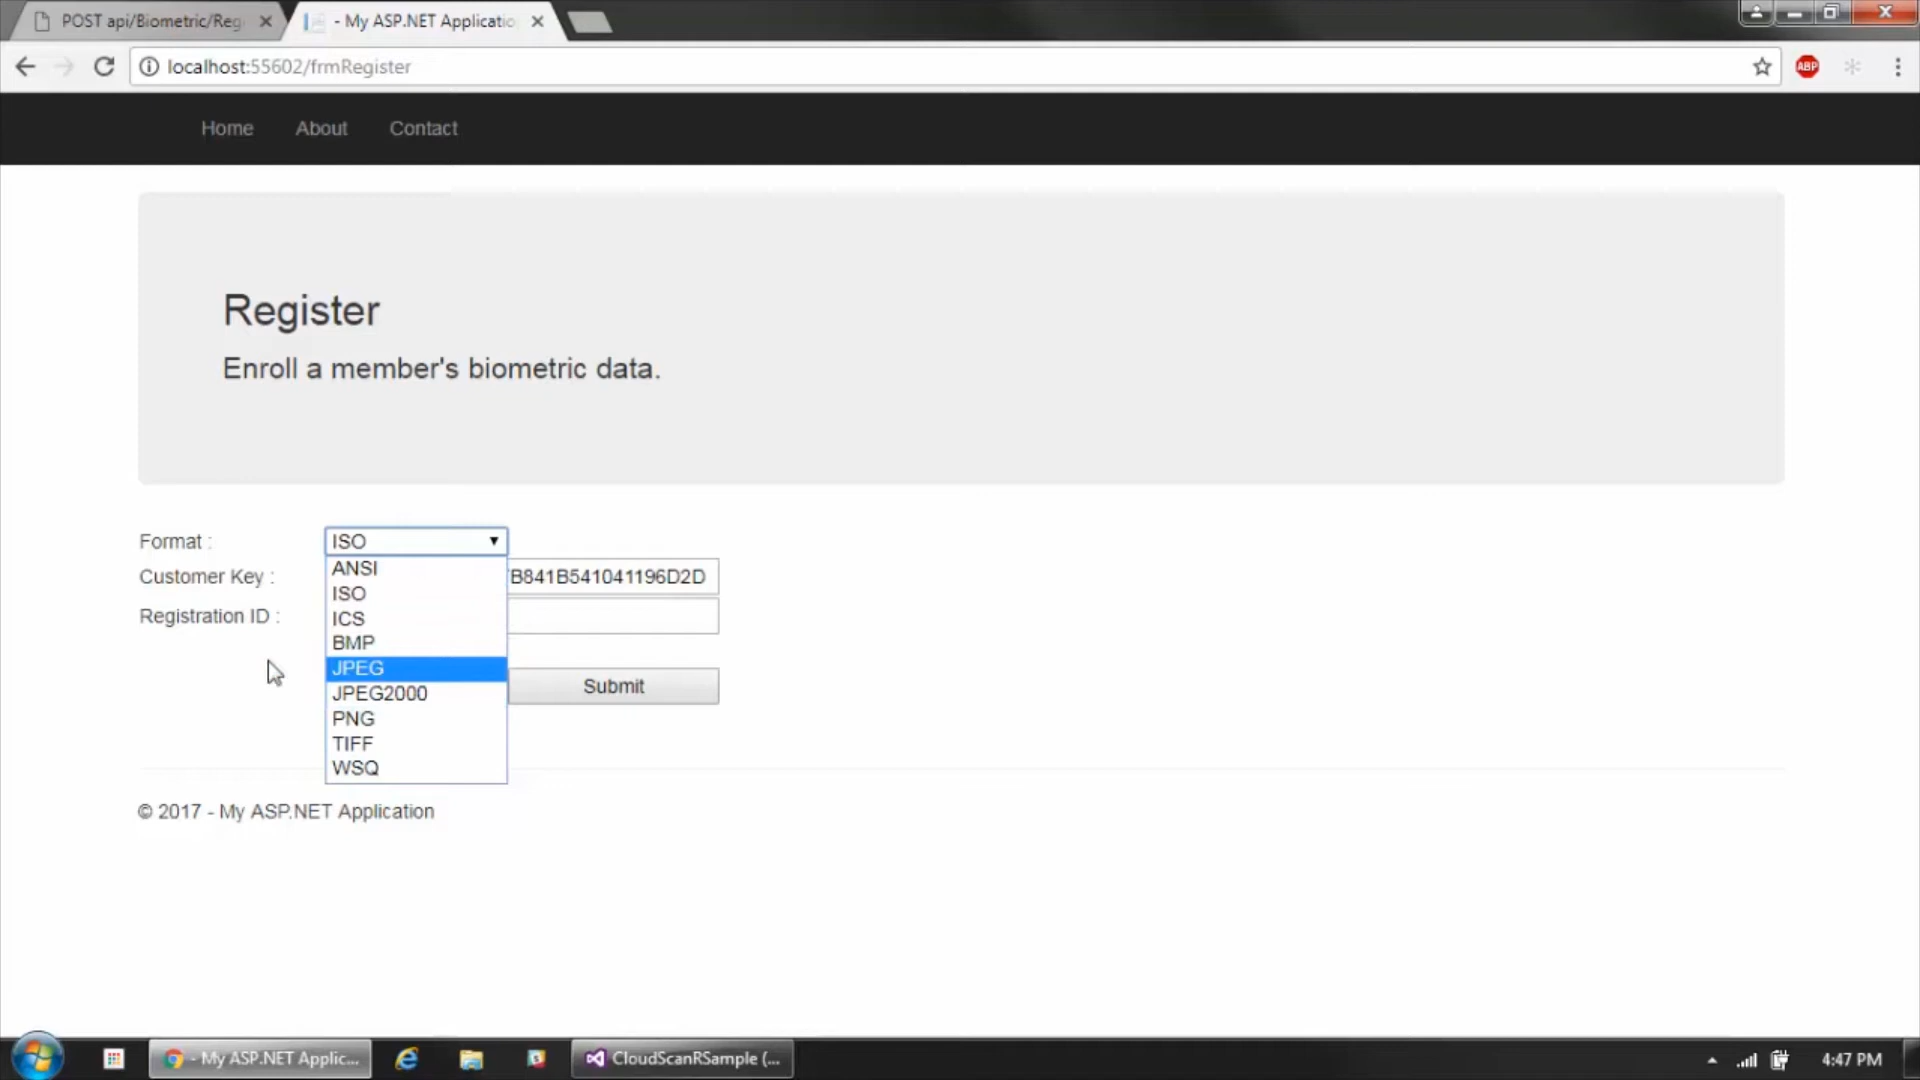 POST api/Biometric/Reg
- My ASP.NET Applicatio
localhost:55602/frmRegister
ABP
Home About Contact
Register
Enroll a member's biometric data.
Format : ISO
ANSI
Customer Key : B841B541041196D2D
ISO
Registration ID :
ICS
BMP
JPEG
Submit
JPEG2000
PNG
TIFF
WSQ
© 2017 - My ASP.NET Application
- My ASP.NET Applic...
CloudScanRSample (...
4:47 PM